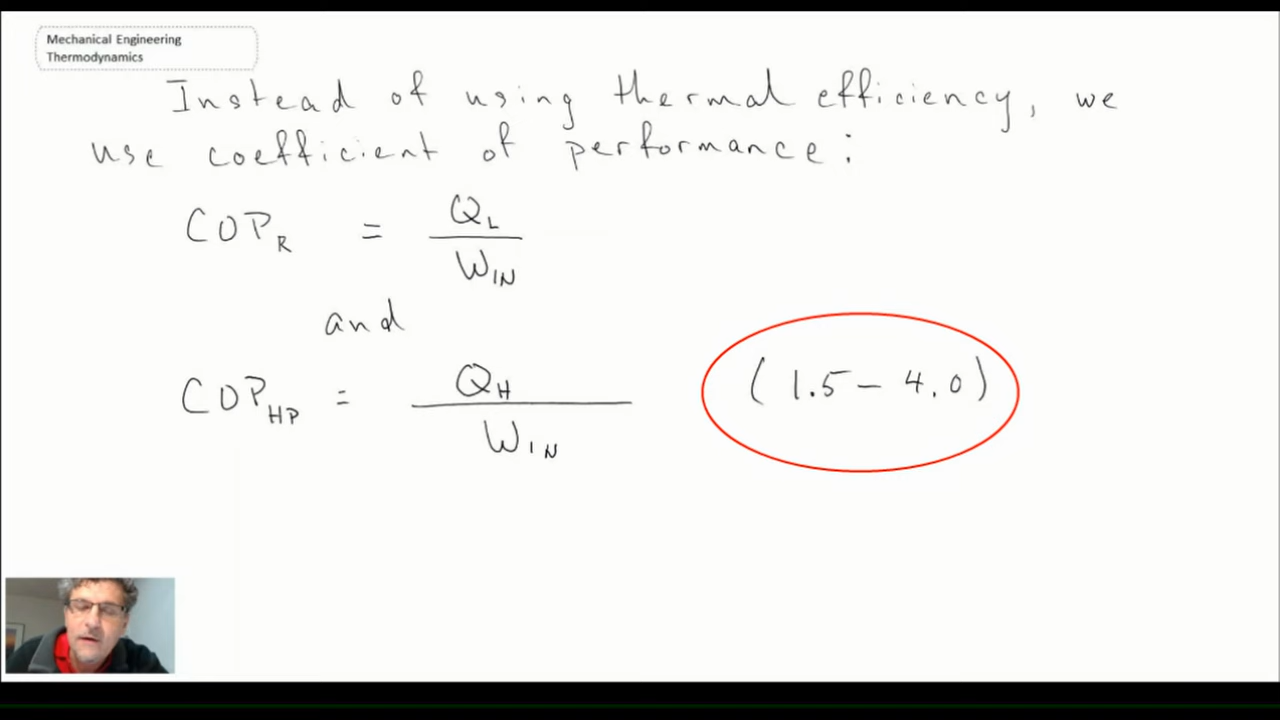 Mechanical Engineering
Thermodynamics
Instead of using thermal efficiency, we
use coefficient of performance:
COP_R = Q_L / W_IN
and
COP_HP = Q_H / W_IN (1.5 – 4.0)